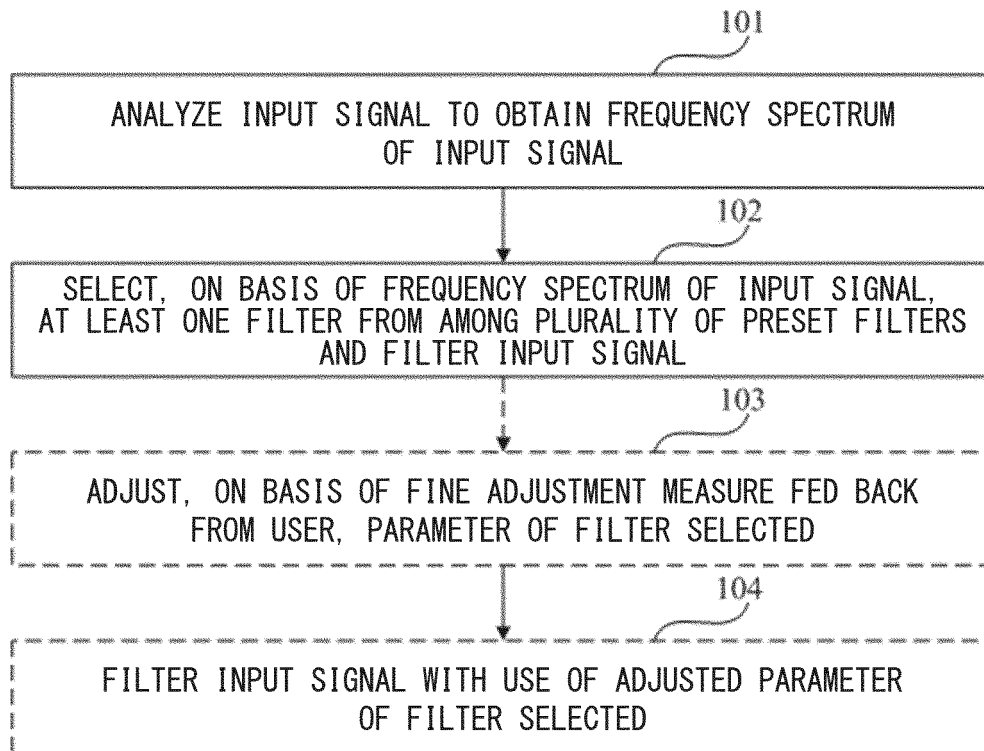 101
ANALYZE INPUT SIGNAL TO OBTAIN FREQUENCY SPECTRUM
OF INPUT SIGNAL
102
SELECT, ON BASIS OF FREQUENCY SPECTRUM OF INPUT SIGNAL,
AT LEAST ONE FILTER FROM AMONG PLURALITY OF PRESET FILTERS
AND FILTER INPUT SIGNAL
103
ADJUST, ON BASIS OF FINE ADJUSTMENT MEASURE FED BACK
FROM USER, PARAMETER OF FILTER SELECTED
104
FILTER INPUT SIGNAL WITH USE OF ADJUSTED PARAMETER
OF FILTER SELECTED